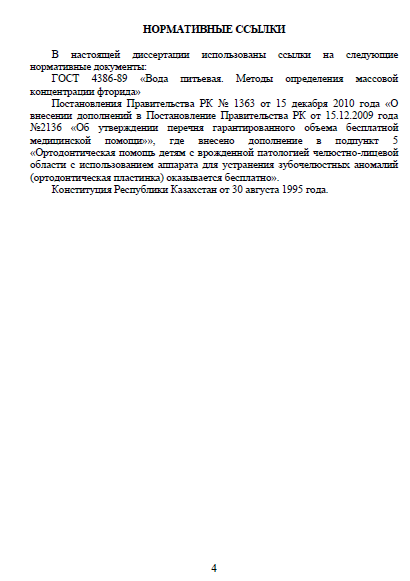 НОРМАТИВНЫЕ ССЫЛКИ
В настоящей диссертации использованы ссылки на следующие
нормативные документы:
ГОСТ 4386-89 «Вода питьевая. Методы определения массовой
концентрации фторида»
Постановления Правительства РК № 1363 от 15 декабря 2010 года «О
внесении дополнений в Постановление Правительства РК от 15.12.2009 года
№2136 «Об утверждении перечня гарантированного объема бесплатной
медицинской помощи»», где внесено дополнение в подпункт 5
«Ортодонтическая помощь детям с врожденной патологией челюстно-лицевой
области с использованием аппарата для устранения зубочелюстных аномалий
(ортодонтическая пластинка) оказывается бесплатно».
Конституция Республики Казахстан от 30 августа 1995 года.
4